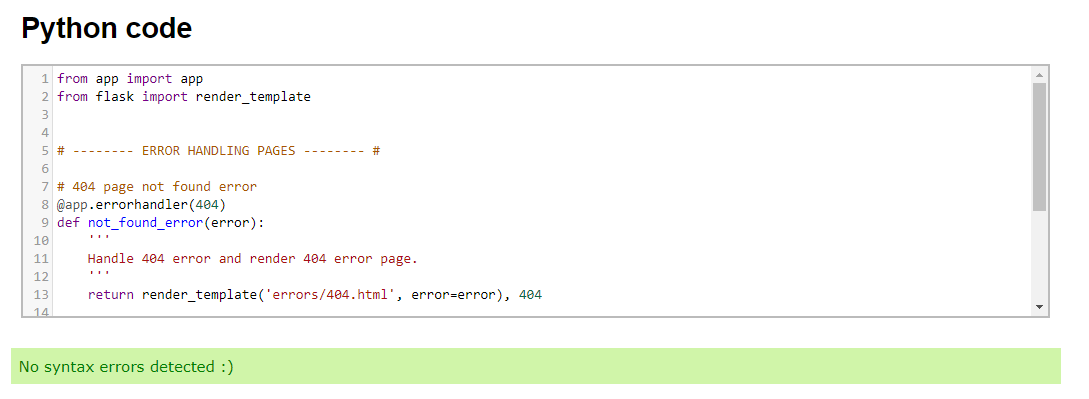 Python code
1 from app import app
2 from flask import render_template
3
4
5 # -------- ERROR HANDLING PAGES -------- #
6
7 # 404 page not found error
8 @app.errorhandler(404)
9 def not_found_error(error):
10     '''
11     Handle 404 error and render 404 error page.
12     '''
13     return render_template('errors/404.html', error=error), 404
14
No syntax errors detected :)